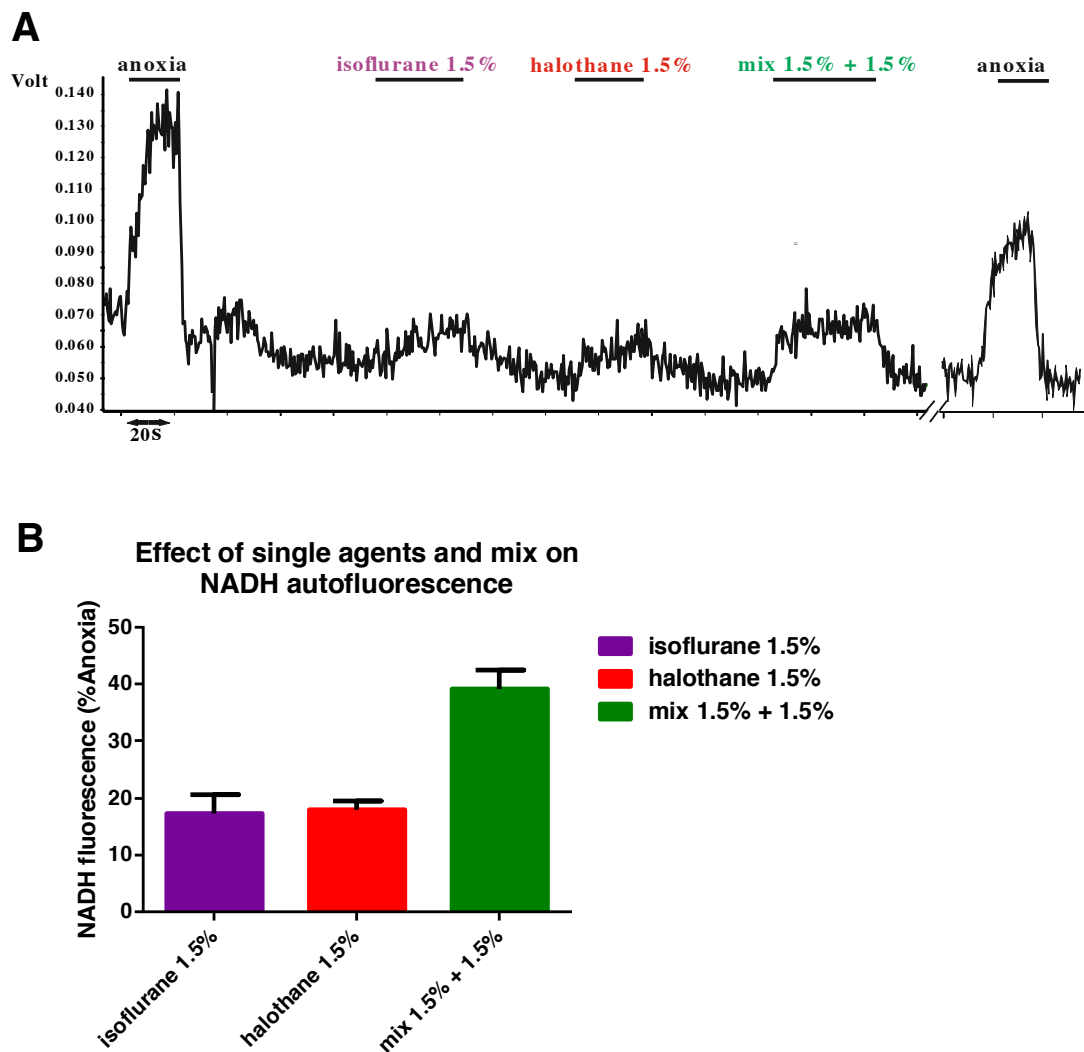 A
anoxia
isoflurane 1.5%
halothane 1.5%
mix 1.5% + 1.5%
anoxia
Volt
0.140
0.130
0.120
0.110
0.100
0.090
0.080
0.070
0.060
0.050
0.040
20S
B
Effect of single agents and mix on
NADH autofluorescence
NADH fluorescence (%Anoxia)
50
40
30
20
10
0
isoflurane 1.5%
halothane 1.5%
mix 1.5% + 1.5%
isoflurane 1.5%
halothane 1.5%
mix 1.5% + 1.5%